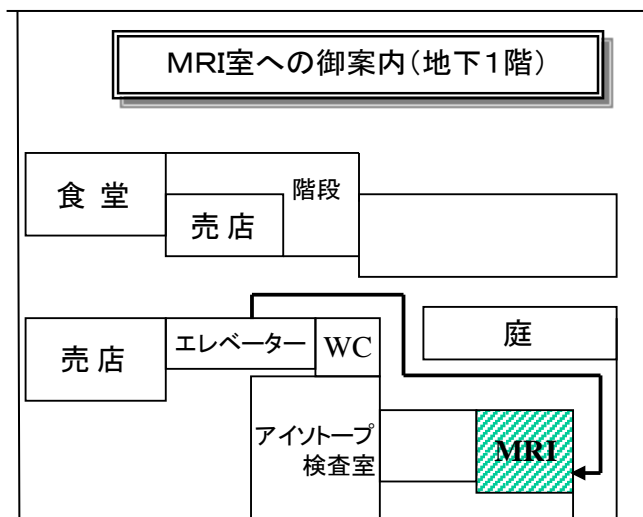 ＭＲＩ室への御案内（地下１階）
食 堂
階段
売 店
売 店
エレベーター
WC
庭
アイソトープ
検査室
MRI